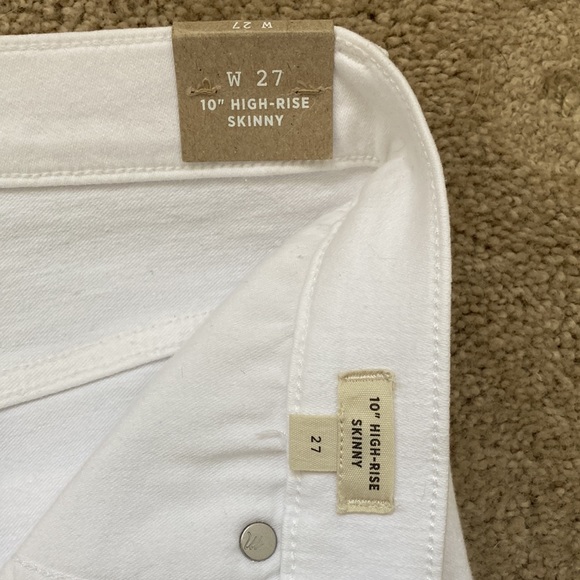 W 27
W 27
10" HIGH-RISE
SKINNY
10" HIGH-RISE
SKINNY
27